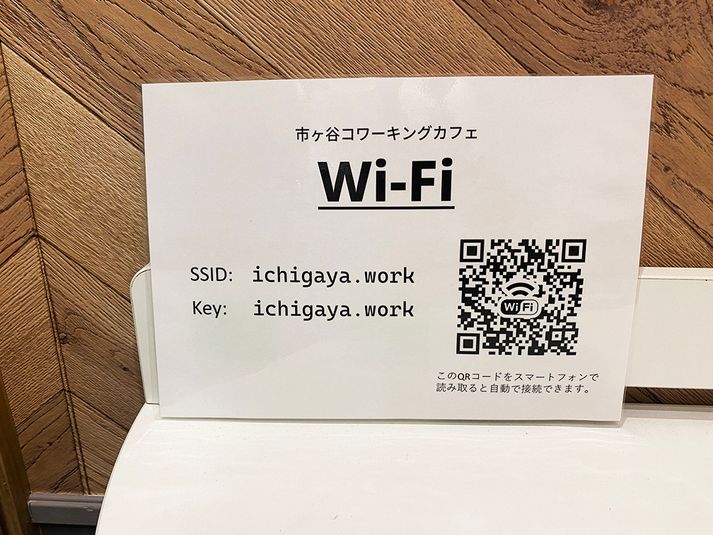 市ヶ谷コワーキングカフェ
Wi-Fi
SSID: ichigaya.work
Key: ichigaya.work
Wi Fi
このQRコードをスマートフォンで
読み取ると自動で接続できます。